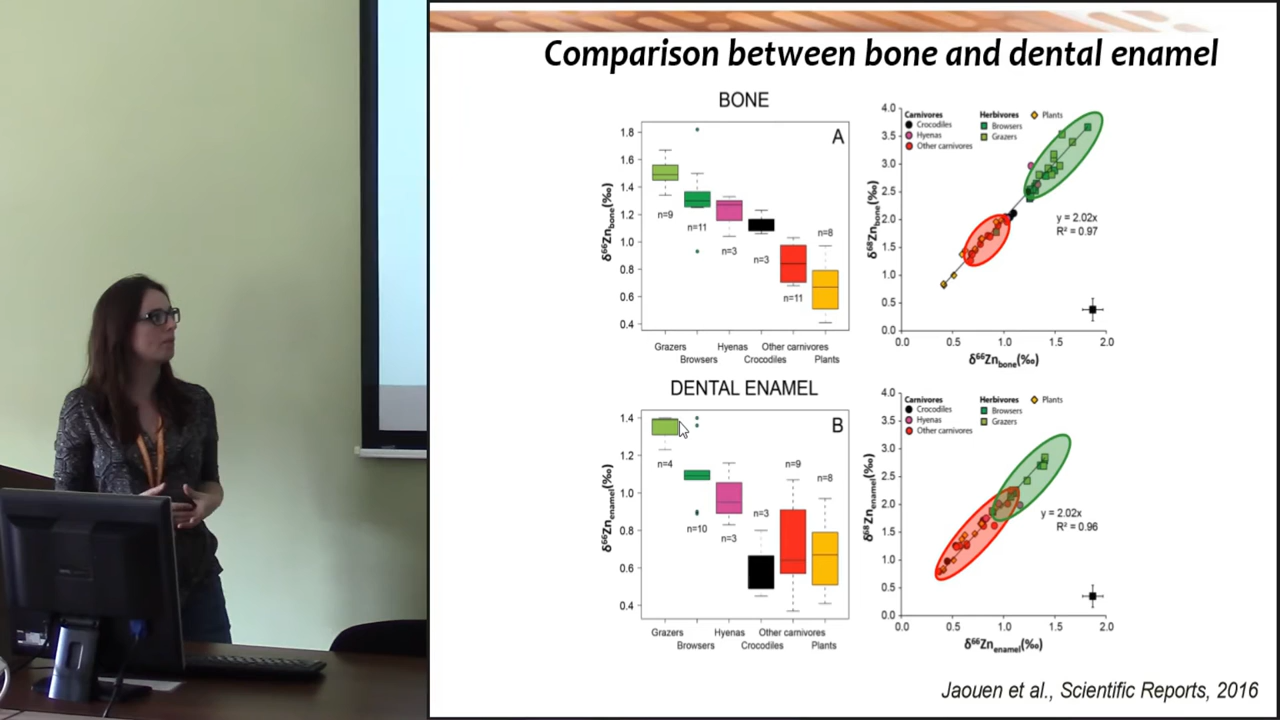 Comparison between bone and dental enamel
BONE
A
δ⁶⁶Zn_bone(‰)
1.8
1.6
1.4
1.2
1.0
0.8
0.6
0.4
n=9
n=11
n=3
n=3
n=11
n=8
Grazers
Browsers
Hyenas
Crocodiles
Other carnivores
Plants
δ⁶⁸Zn_bone(‰)
4.0
3.5
3.0
2.5
2.0
1.5
1.0
0.5
0.0
Carnivores
Crocodiles
Hyenas
Other carnivores
Herbivores
Browsers
Grazers
Plants
y = 2.02x
R² = 0.97
0.0 0.5 1.0 1.5 2.0
δ⁶⁶Zn_bone(‰)
DENTAL ENAMEL
B
δ⁶⁶Zn_enamel(‰)
1.4
1.2
1.0
0.8
0.6
0.4
n=4
n=10
n=3
n=3
n=9
n=8
Grazers
Browsers
Hyenas
Crocodiles
Other carnivores
Plants
δ⁶⁸Zn_enamel(‰)
4.0
3.5
3.0
2.5
2.0
1.5
1.0
0.5
0.0
Carnivores
Crocodiles
Hyenas
Other carnivores
Herbivores
Browsers
Grazers
Plants
y = 2.02x
R² = 0.96
0.0 0.5 1.0 1.5 2.0
δ⁶⁶Zn_enamel(‰)
Jaouen et al., Scientific Reports, 2016